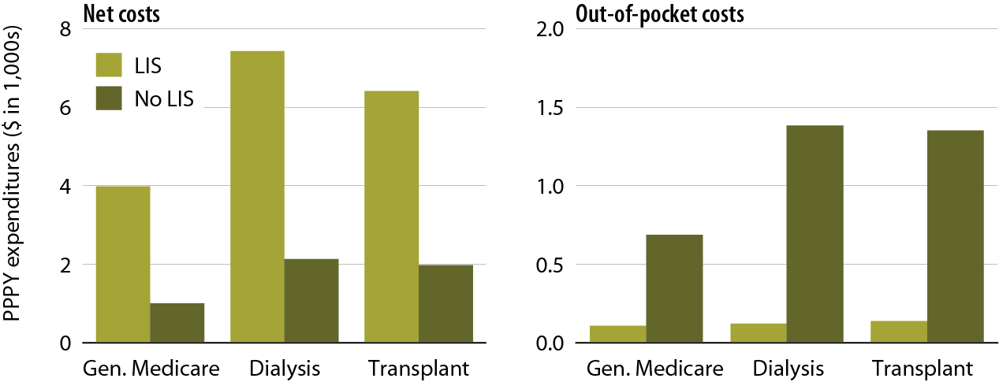 Net costs
PPPY expenditures ($ in 1,000s)
8
6
4
2
0
LIS
No LIS
Gen. Medicare
Dialysis
Transplant
Out-of-pocket costs
2.0
1.5
1.0
0.5
0.0
Gen. Medicare
Dialysis
Transplant